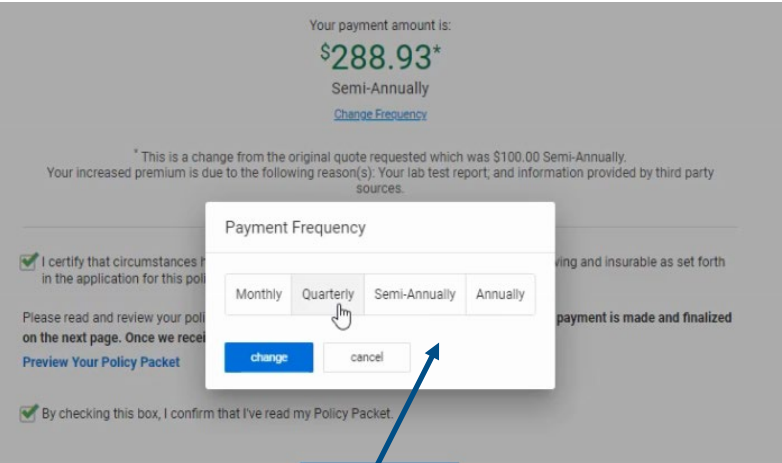 Your payment amount is:
$288.93*
Semi-Annually
Change Frequency
* This is a change from the original quote requested which was $100.00 Semi-Annually.
Your increased premium is due to the following reason(s): Your lab test report; and information provided by third party
sources.
Payment Frequency
I certify that circumstances
ving and insurable as set forth
in the application for this poli
Monthly Quarterly Semi-Annually Annually
Please read and review your poli
payment is made and finalized
on the next page. Once we recei
change cancel
Preview Your Policy Packet
By checking this box, I confirm that I've read my Policy Packet.